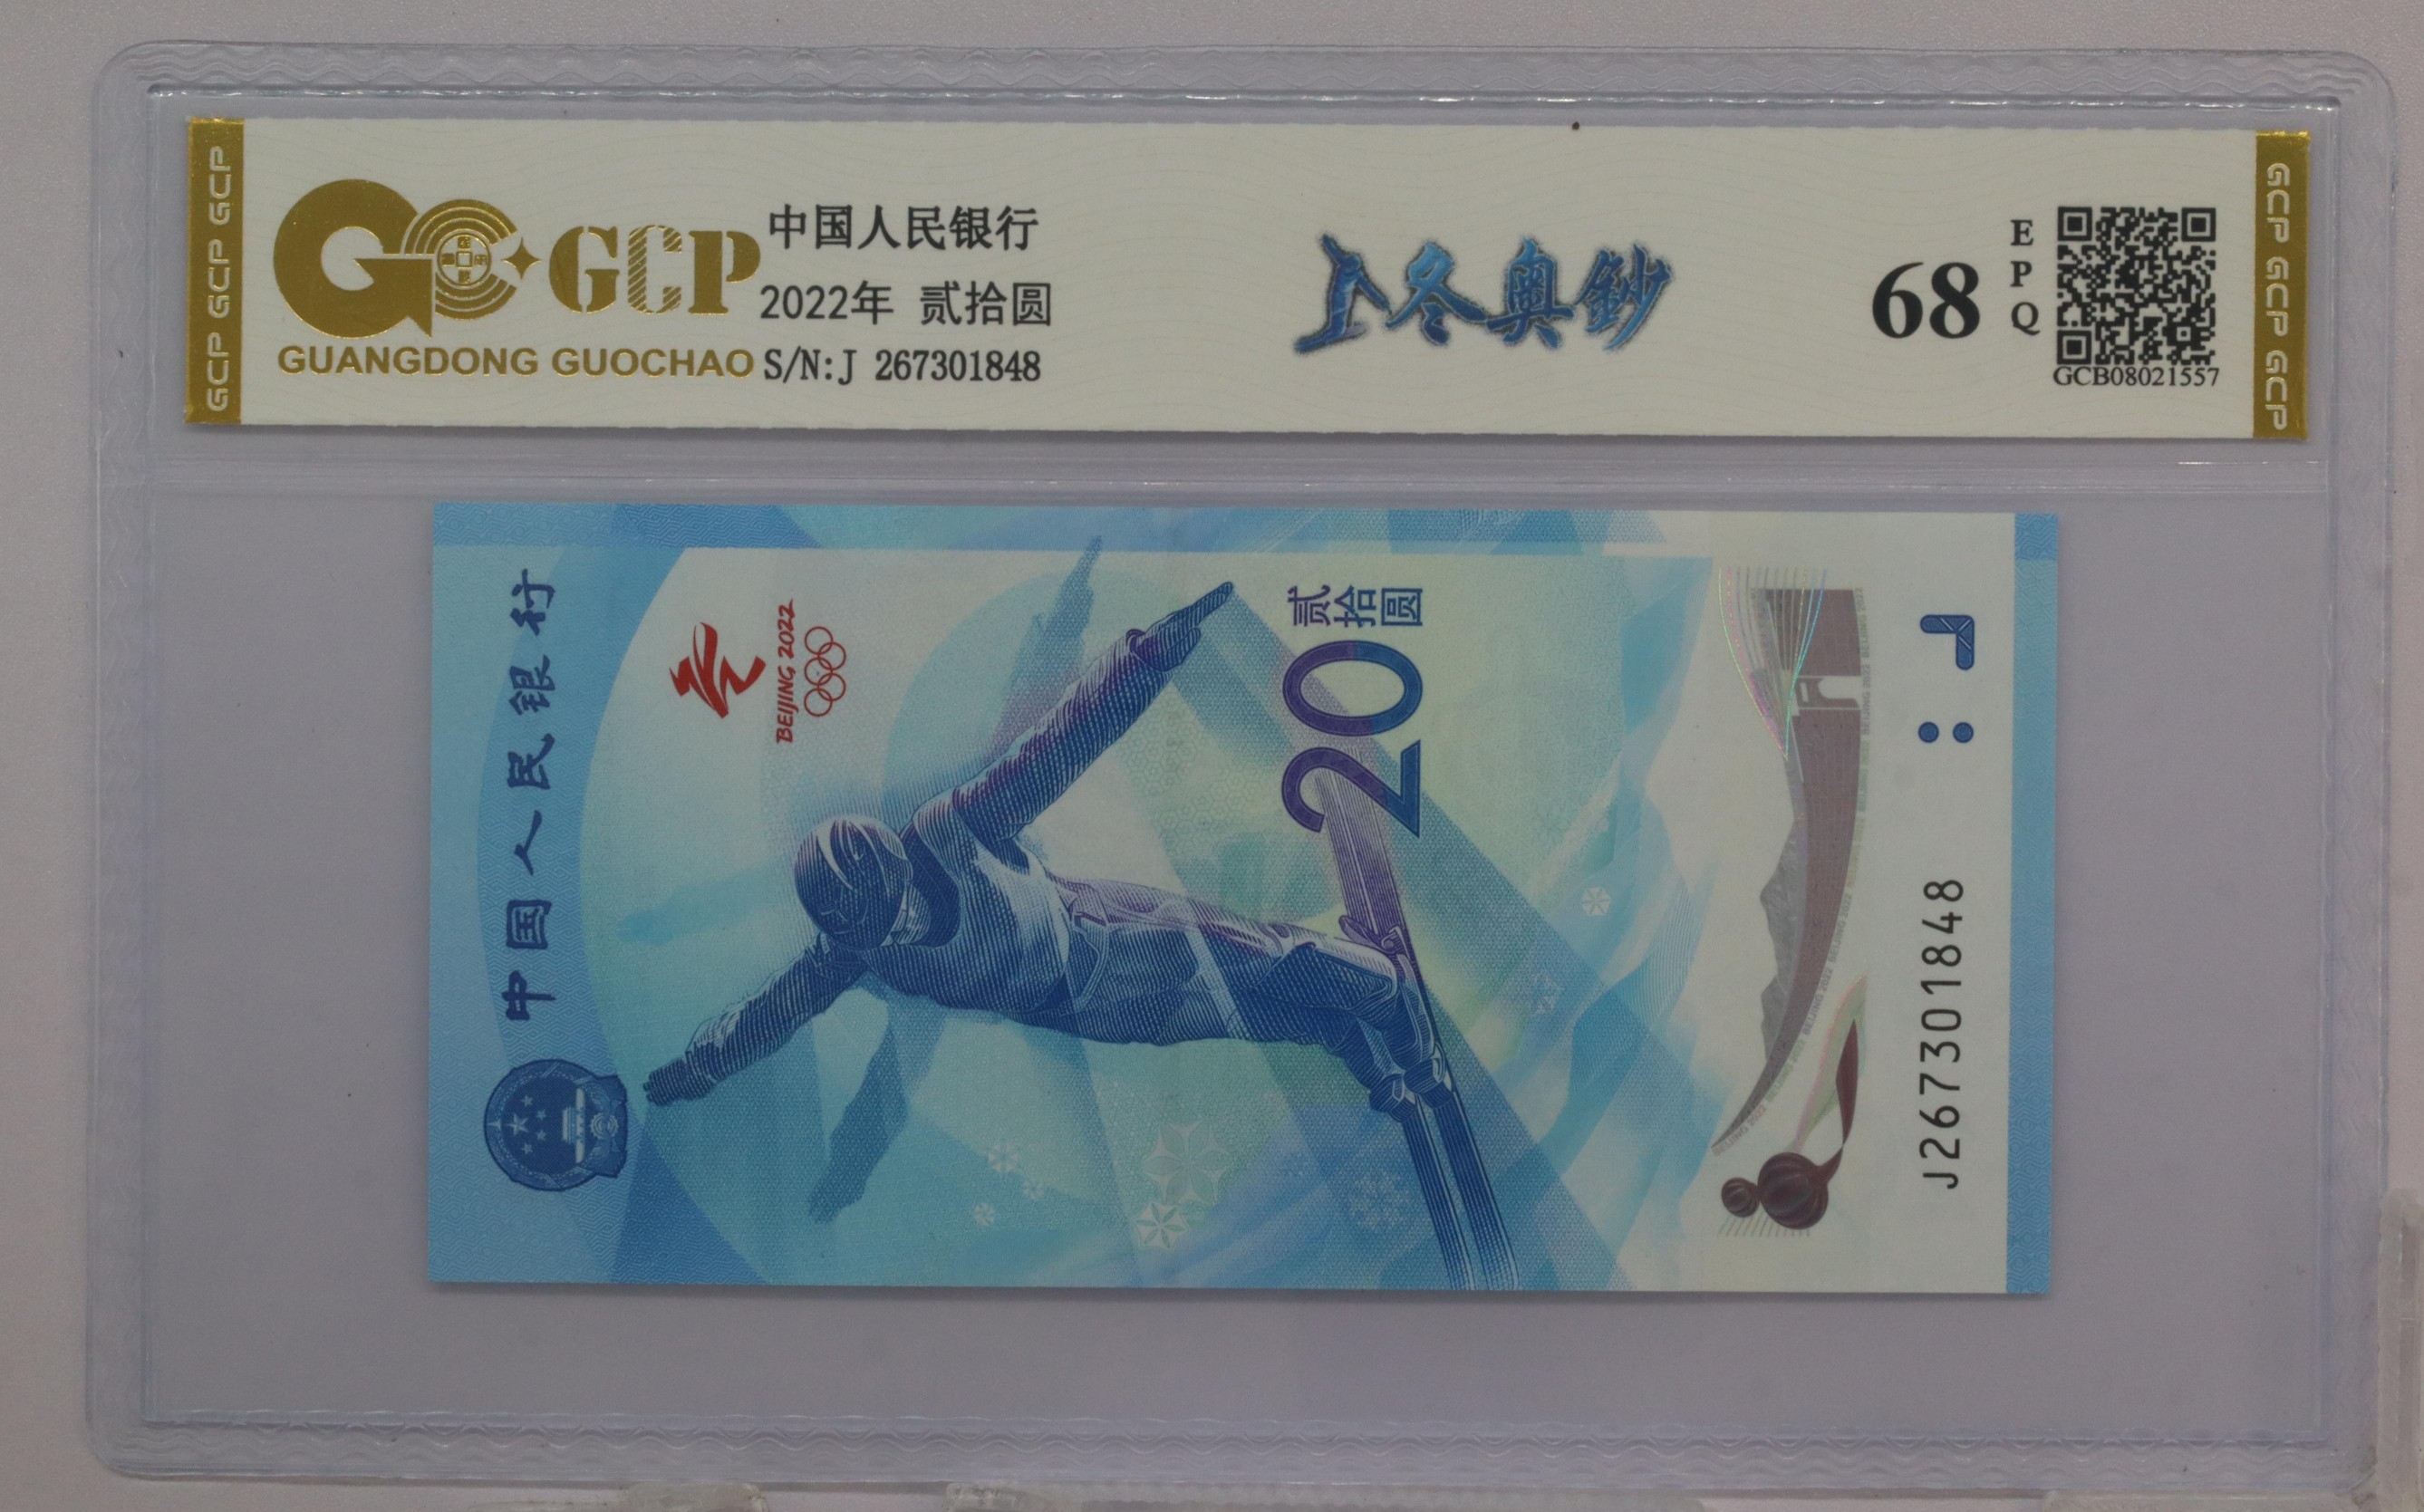 GCP GCP GCP
GCP
GUANGDONG GUOCHAO
中国人民银行
2022年 贰拾圆
S/N:J 267301848
冬奥鈔
68
EPQ
GCB08021557
GCP GCP GCP
中国人民银行
BEIJING 2022
贰拾圆
20
J267301848